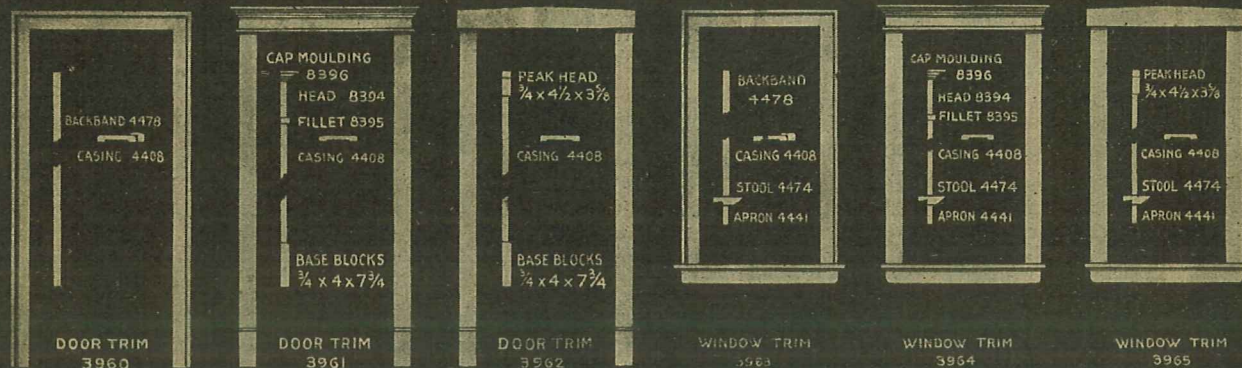 BACKBAND 4478
CASING 4408
DOOR TRIM
3960
CAP MOULDING
8396
HEAD 8394
FILLET 8395
CASING 4408
BASE BLOCKS
¾ x 4 x 7¾
DOOR TRIM
3961
PEAK HEAD
¾ x 4½ x 3⅝
CASING 4408
BASE BLOCKS
¾ x 4 x 7¾
DOOR TRIM
3962
BACKBAND
4478
CASING 4408
STOOL 4474
APRON 4441
WINDOW TRIM
3963
CAP MOULDING
8396
HEAD 8394
FILLET 8395
CASING 4408
STOOL 4474
APRON 4441
WINDOW TRIM
3964
PEAK HEAD
¾ x 4½ x 3⅝
CASING 4408
STOOL 4474
APRON 4441
WINDOW TRIM
3965